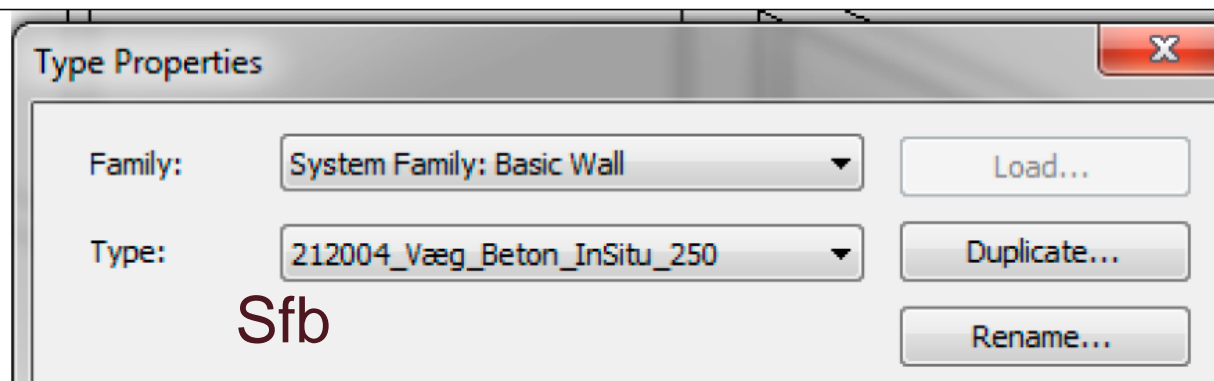 Type Properties
Family: System Family: Basic Wall Load...
Type: 212004_Væg_Beton_InSitu_250 Duplicate...
Sfb
Rename...